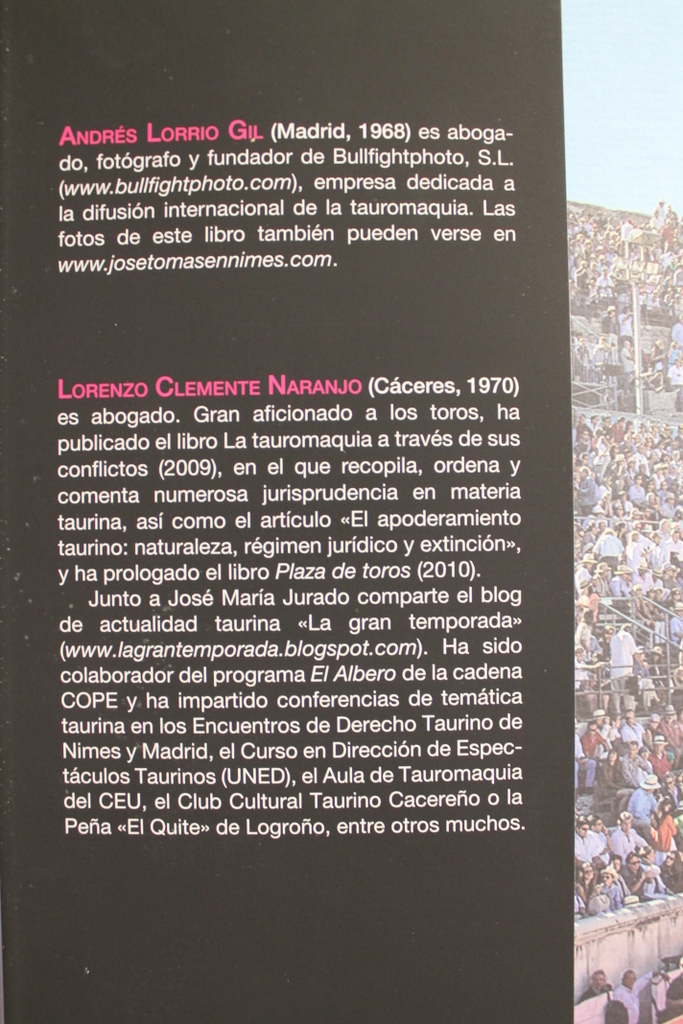 ANDRÉS LORRIO GIL (Madrid, 1968) es aboga-
do, fotógrafo y fundador de Bullfightphoto, S.L.
(www.bullfightphoto.com), empresa dedicada a
la difusión internacional de la tauromaquia. Las
fotos de este libro también pueden verse en
www.josetomasennimes.com.
LORENZO CLEMENTE NARANJO (Cáceres, 1970)
es abogado. Gran aficionado a los toros, ha
publicado el libro La tauromaquia a través de sus
conflictos (2009), en el que recopila, ordena y
comenta numerosa jurisprudencia en materia
taurina, así como el artículo «El apoderamiento
taurino: naturaleza, régimen jurídico y extinción»,
y ha prologado el libro Plaza de toros (2010).
Junto a José María Jurado comparte el blog
de actualidad taurina «La gran temporada»
(www.lagrantemporada.blogspot.com). Ha sido
colaborador del programa El Albero de la cadena
COPE y ha impartido conferencias de temática
taurina en los Encuentros de Derecho Taurino de
Nimes y Madrid, el Curso en Dirección de Espec-
táculos Taurinos (UNED), el Aula de Tauromaquia
del CEU, el Club Cultural Taurino Cacereño o la
Peña «El Quite» de Logroño, entre otros muchos.